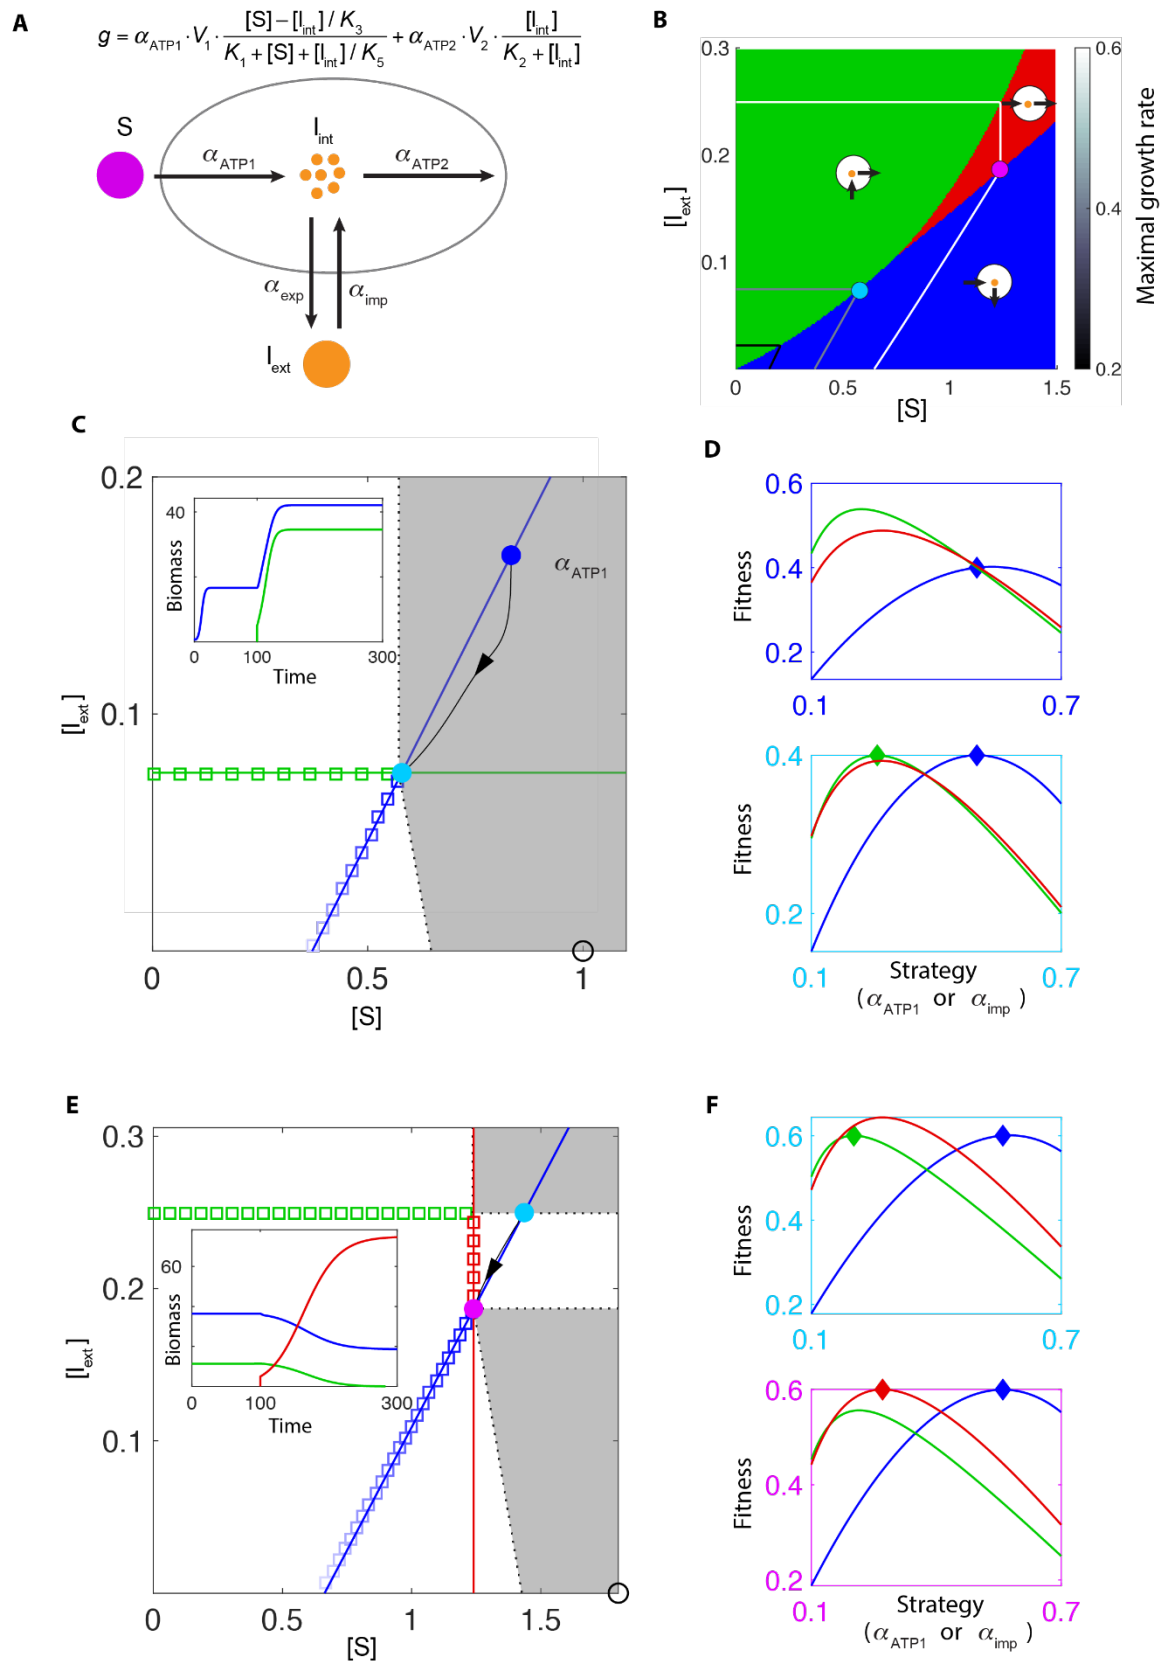 A
g = α_ATP1 · V_1 · ([S] – [I_int] / K_3) / (K_1 + [S] + [I_int] / K_5) + α_ATP2 · V_2 · [I_int] / (K_2 + [I_int])
S
I_int
α_ATP1
α_ATP2
α_exp
α_imp
I_ext
B
0.3
0.2
0.1
0
[I_ext]
0
0.5
1
1.5
[S]
0.6
0.4
0.2
Maximal growth rate
C
0.2
0.1
[I_ext]
0
0.5
1
[S]
α_ATP1
40
Biomass
0
100
300
Time
D
0.6
0.4
0.2
Fitness
0.1
0.7
0.4
0.2
Fitness
0.1
0.7
Strategy
(α_ATP1 or α_imp)
E
0.3
0.2
0.1
[I_ext]
0
0.5
1
1.5
[S]
60
Biomass
0
100
300
Time
F
0.6
0.4
0.2
Fitness
0.1
0.7
0.6
0.4
0.2
Fitness
0.1
0.7
Strategy
(α_ATP1 or α_imp)